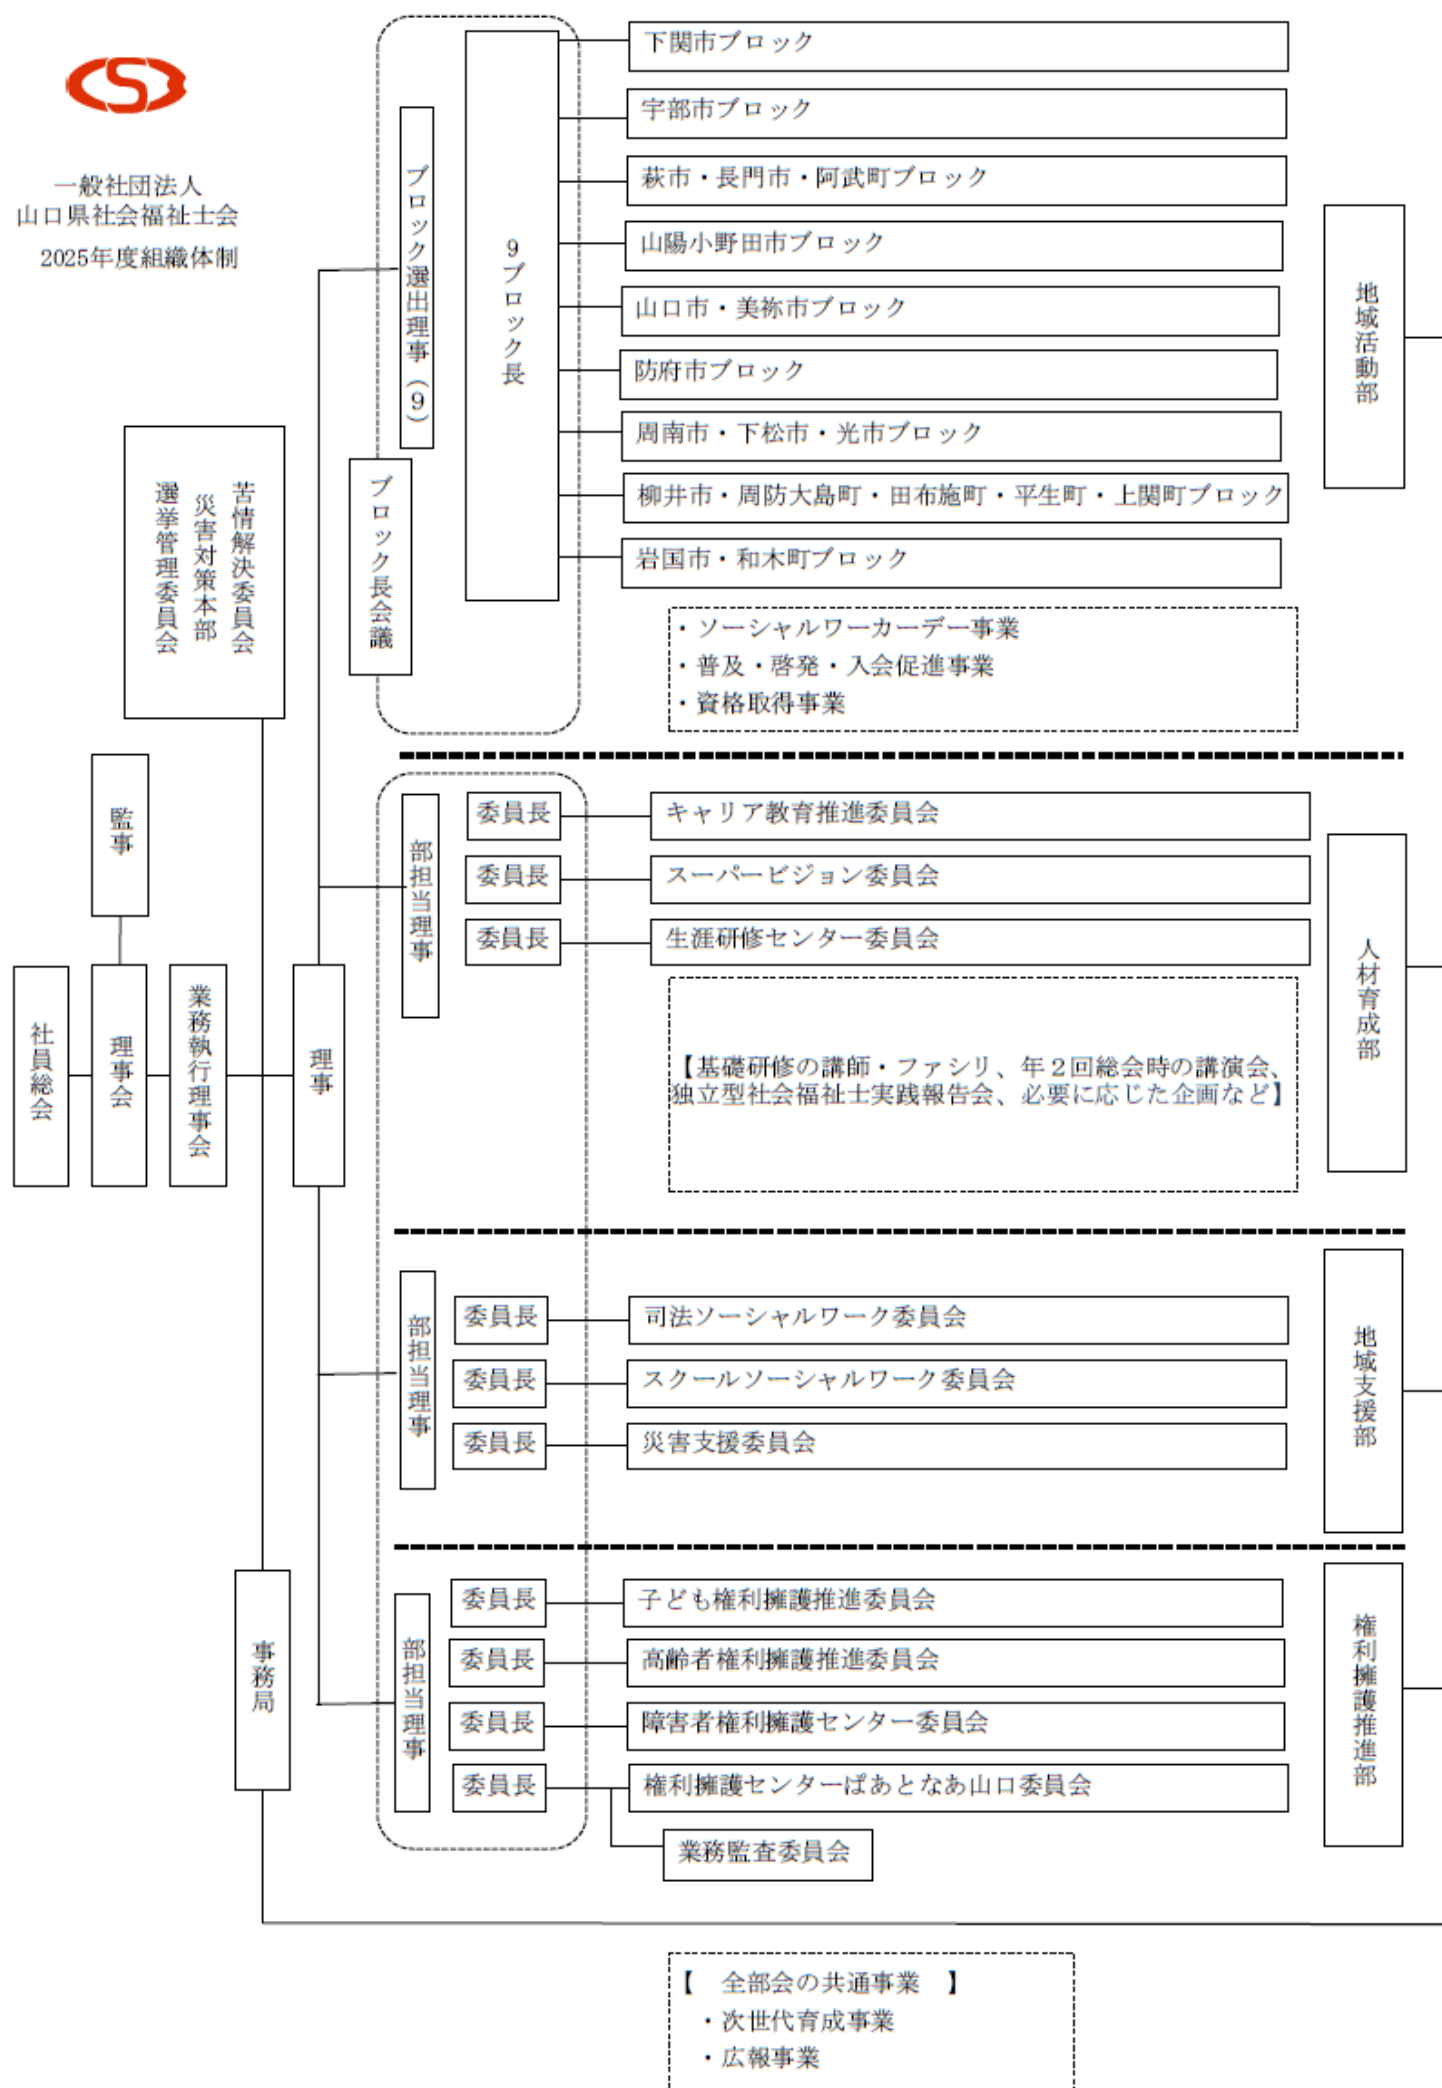 一般社団法人
山口県社会福祉士会
2025年度組織体制
社員総会
理事会
監事
業務執行理事会
苦情解決委員会
災害対策本部
選挙管理委員会
事務局
理事
ブロック選出理事（９）
ブロック長会議
９ブロック長
下関市ブロック
宇部市ブロック
萩市・長門市・阿武町ブロック
山陽小野田市ブロック
山口市・美祢市ブロック
防府市ブロック
周南市・下松市・光市ブロック
柳井市・周防大島町・田布施町・平生町・上関町ブロック
岩国市・和木町ブロック
・ソーシャルワーカーデー事業
・普及・啓発・入会促進事業
・資格取得事業
地域活動部
部担当理事
委員長
キャリア教育推進委員会
委員長
スーパービジョン委員会
委員長
生涯研修センター委員会
【基礎研修の講師・ファシリ、年２回総会時の講演会、
独立型社会福祉士実践報告会、必要に応じた企画など】
人材育成部
部担当理事
委員長
司法ソーシャルワーク委員会
委員長
スクールソーシャルワーク委員会
委員長
災害支援委員会
地域支援部
部担当理事
委員長
子ども権利擁護推進委員会
委員長
高齢者権利擁護推進委員会
委員長
障害者権利擁護センター委員会
委員長
権利擁護センターぱあとなあ山口委員会
業務監査委員会
権利擁護推進部
【　全部会の共通事業　】
・次世代育成事業
・広報事業